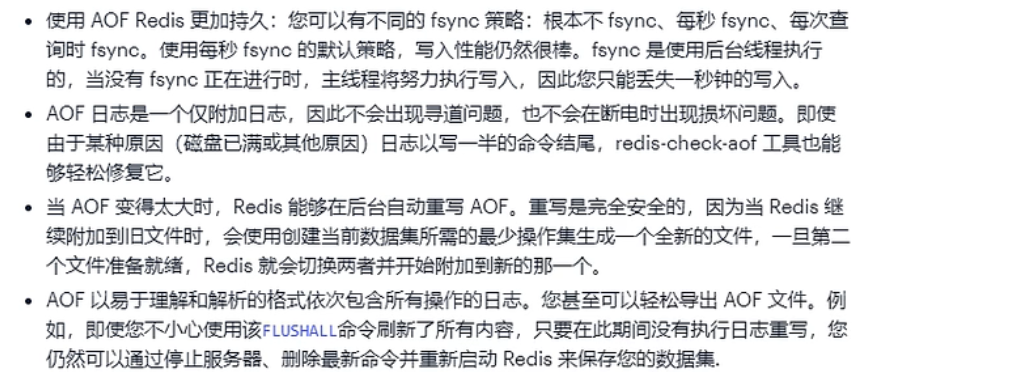 • 使用 AOF Redis 更加持久：您可以有不同的 fsync 策略：根本不 fsync、每秒 fsync、每次查
询时 fsync。使用每秒 fsync 的默认策略，写入性能仍然很棒。fsync 是使用后台线程执行
的，当没有 fsync 正在进行时，主线程将努力执行写入，因此您只能丢失一秒钟的写入。
• AOF 日志是一个仅附加日志，因此不会出现寻道问题，也不会在断电时出现损坏问题。即使
由于某种原因（磁盘已满或其他原因）日志以写一半的命令结尾，redis-check-aof 工具也能
够轻松修复它。
• 当 AOF 变得太大时，Redis 能够在后台自动重写 AOF。重写是完全安全的，因为当 Redis 继
续附加到旧文件时，会使用创建当前数据集所需的最少操作集生成一个全新的文件，一旦第二
个文件准备就绪，Redis 就会切换两者并开始附加到新的那一个。
• AOF 以易于理解和解析的格式依次包含所有操作的日志。您甚至可以轻松导出 AOF 文件。例
如，即使您不小心使用该FLUSHALL命令刷新了所有内容，只要在此期间没有执行日志重写，您
仍然可以通过停止服务器、删除最新命令并重新启动 Redis 来保存您的数据集.